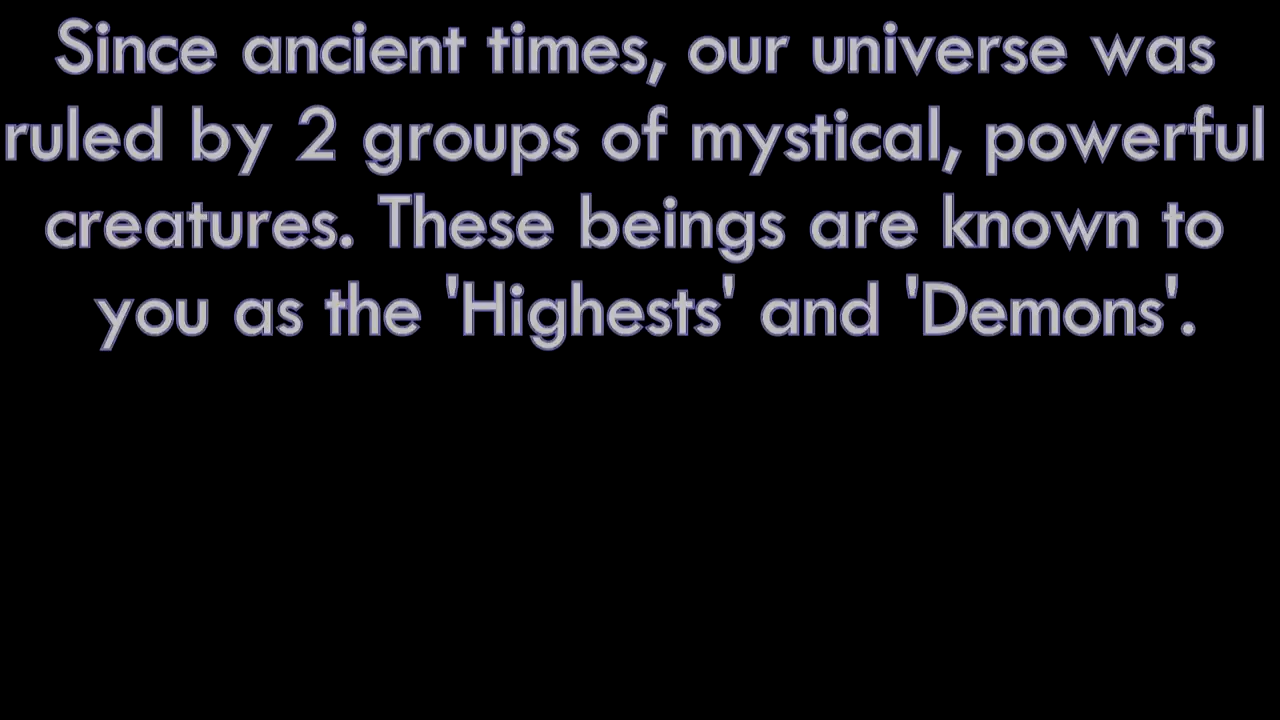 Since ancient times, our universe was
ruled by 2 groups of mystical, powerful
creatures. These beings are known to
you as the 'Highests' and 'Demons'.